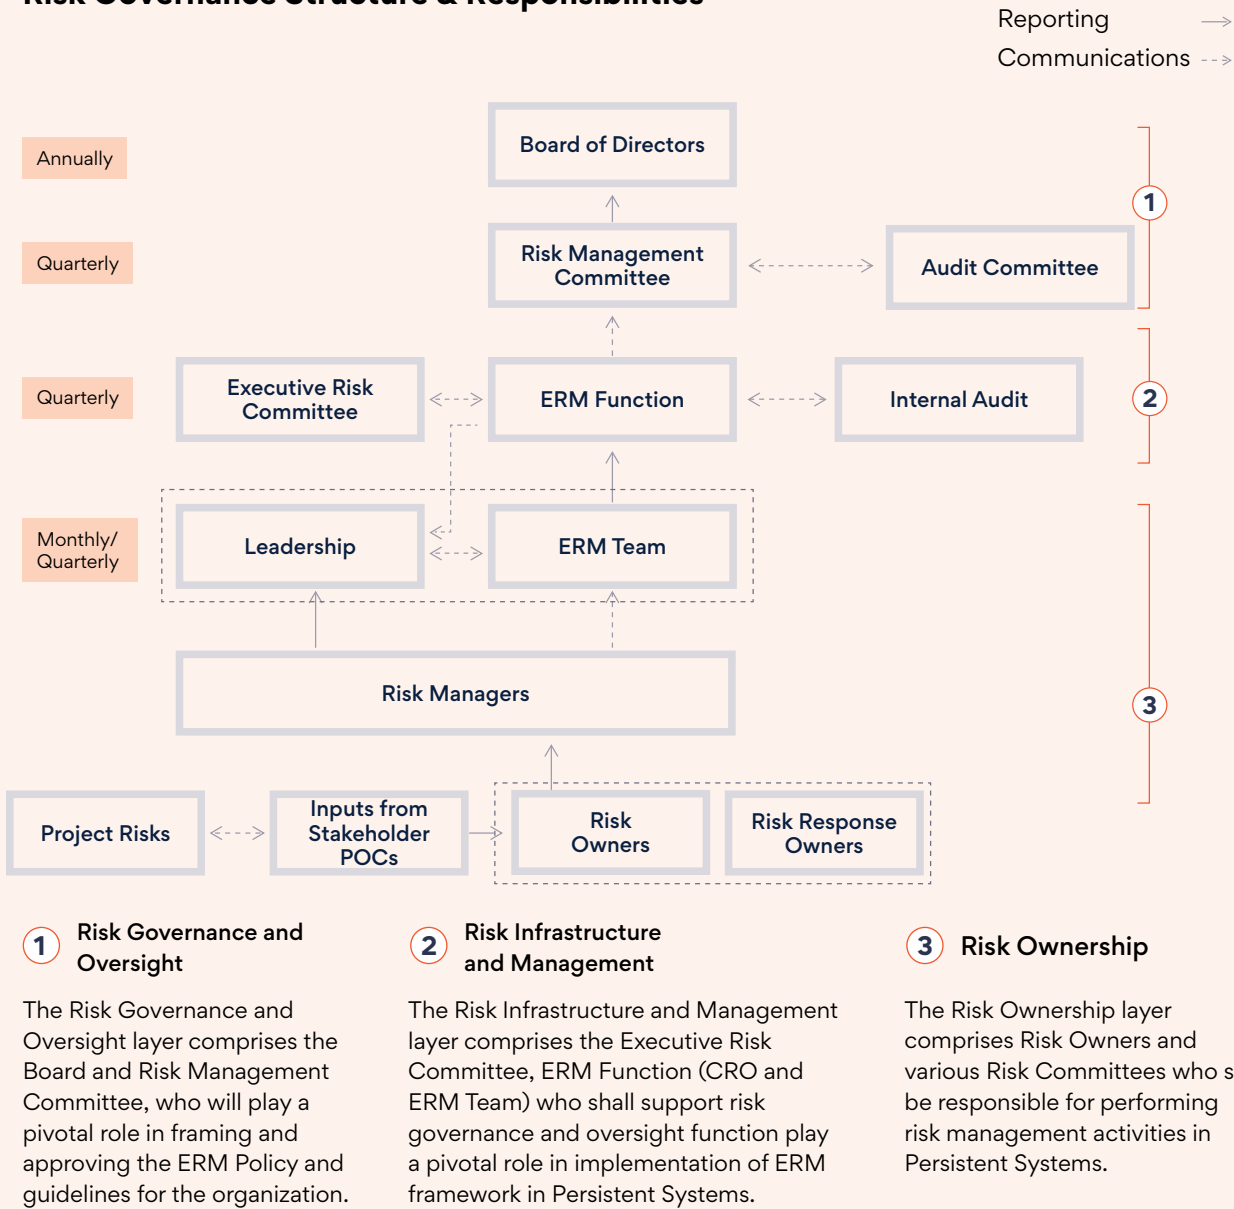 Risk Governance Structure & Responsibilities
Reporting
Communications
Annually
Board of Directors
1
Quarterly
Risk Management
Committee
Audit Committee
Quarterly
Executive Risk
Committee
ERM Function
Internal Audit
2
Monthly/
Quarterly
Leadership
ERM Team
Risk Managers
3
Project Risks
Inputs from
Stakeholder
POCs
Risk
Owners
Risk Response
Owners
1
Risk Governance and
Oversight
The Risk Governance and
Oversight layer comprises the
Board and Risk Management
Committee, who will play a
pivotal role in framing and
approving the ERM Policy and
guidelines for the organization.
2
Risk Infrastructure
and Management
The Risk Infrastructure and Management
layer comprises the Executive Risk
Committee, ERM Function (CRO and
ERM Team) who shall support risk
governance and oversight function play
a pivotal role in implementation of ERM
framework in Persistent Systems.
3
Risk Ownership
The Risk Ownership layer
comprises Risk Owners and
various Risk Committees who
be responsible for performing
risk management activities in
Persistent Systems.